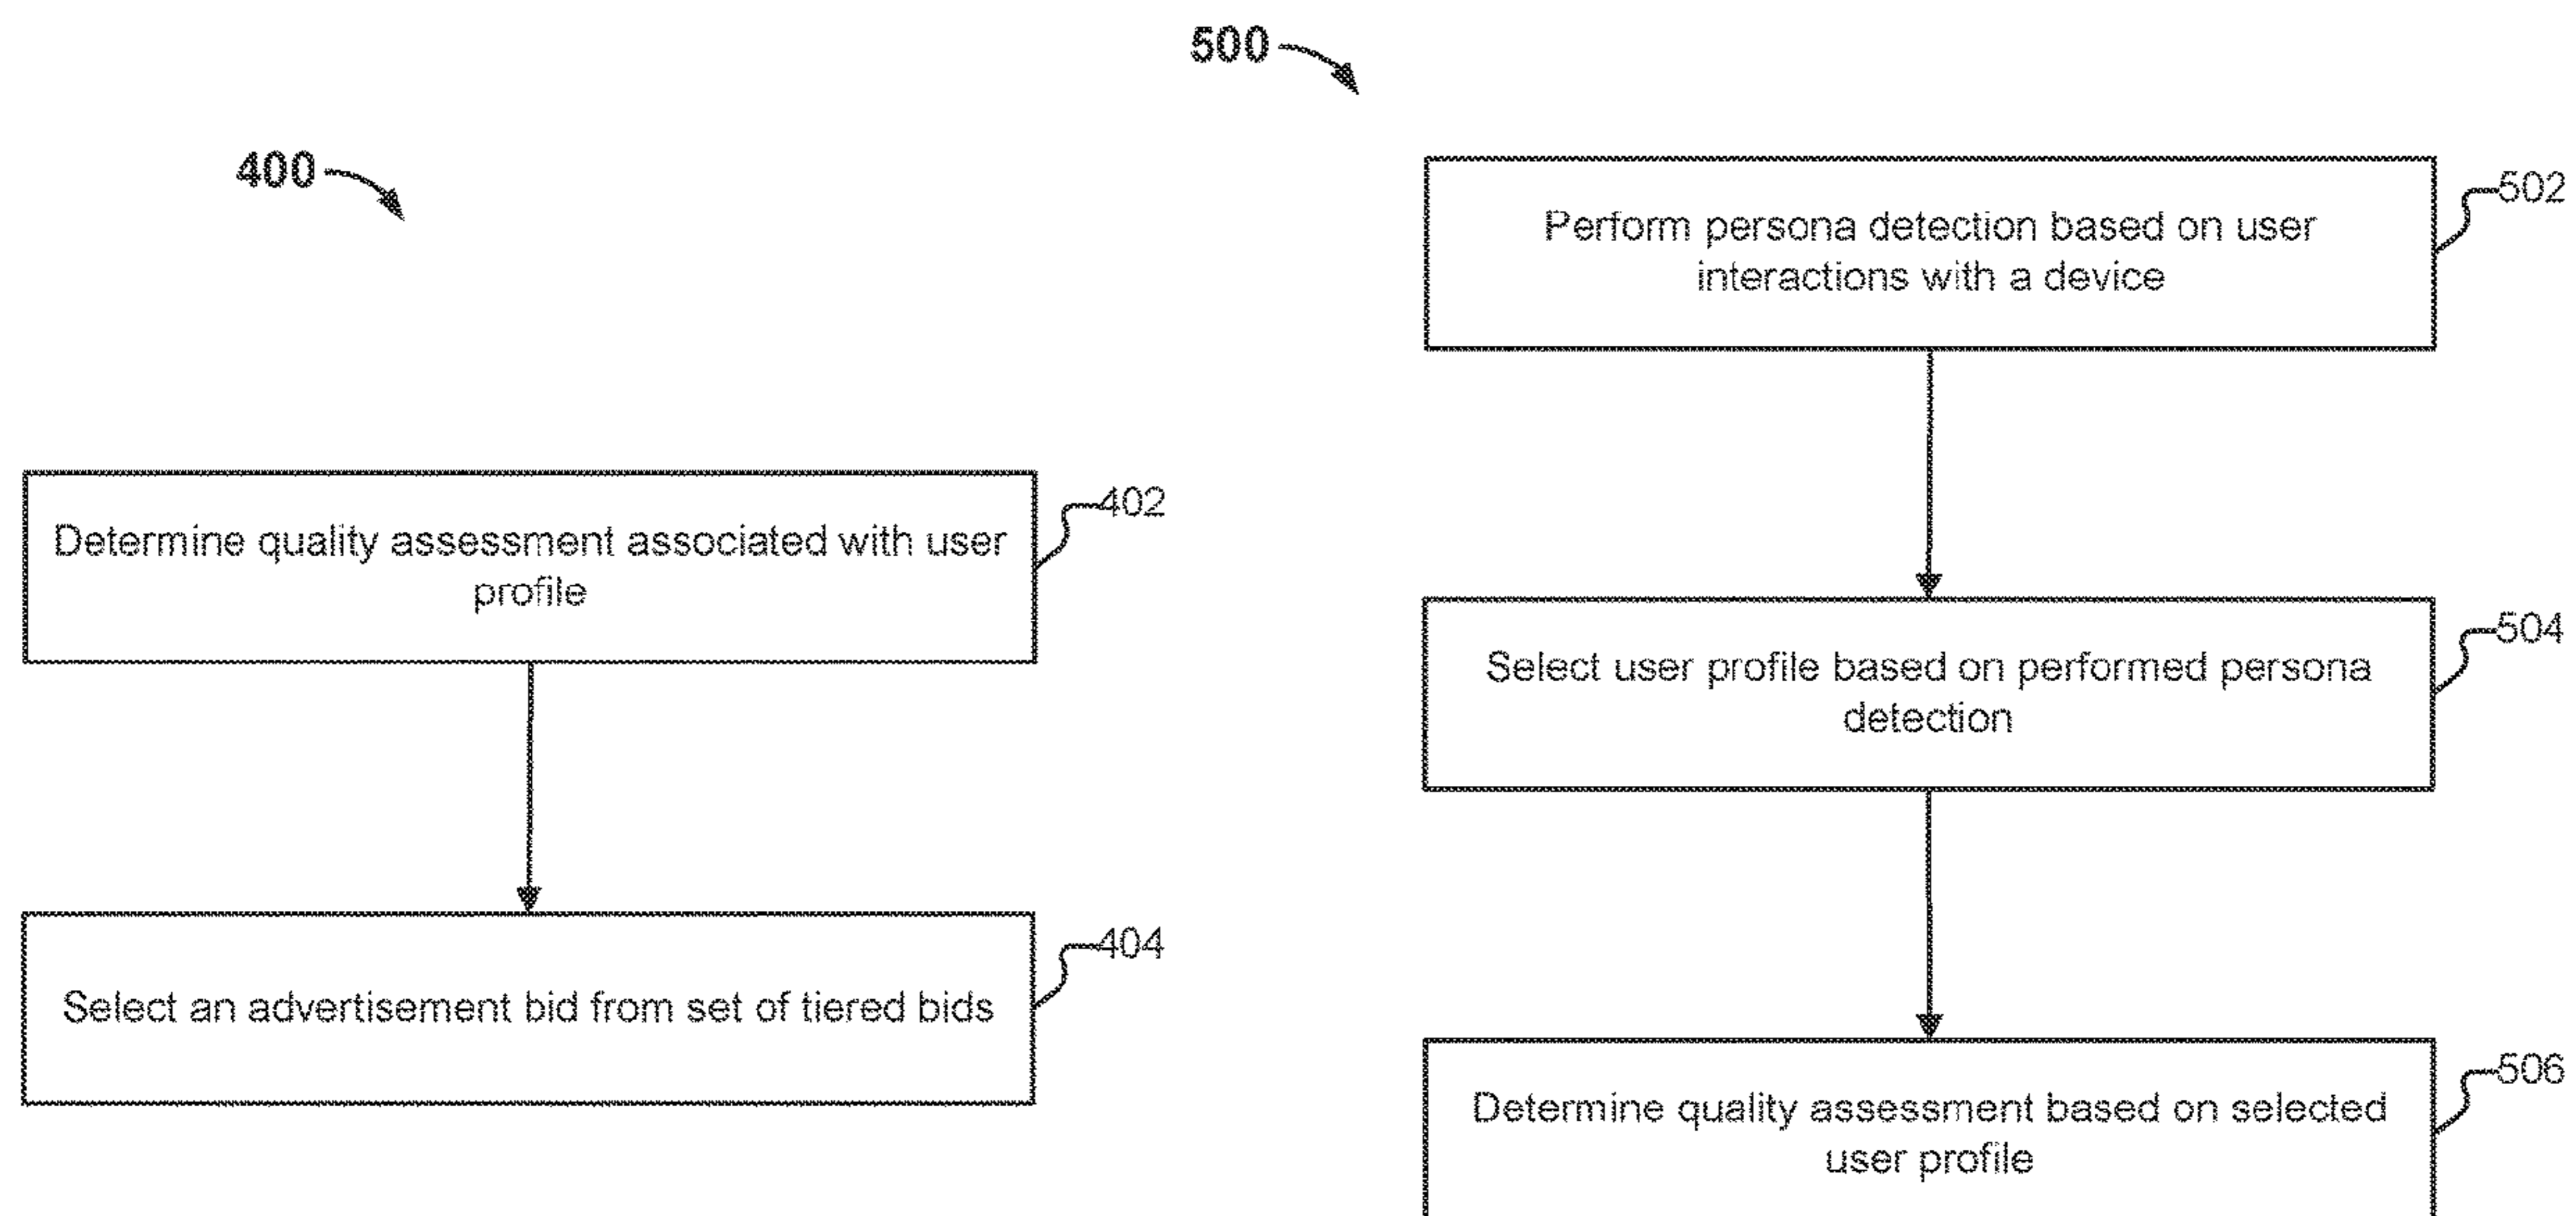 400
Determine quality assessment associated with user
profile
402
Select an advertisement bid from set of tiered bids
404
500
Perform persona detection based on user
interactions with a device
502
Select user profile based on performed persona
detection
504
Determine quality assessment based on selected
user profile
506